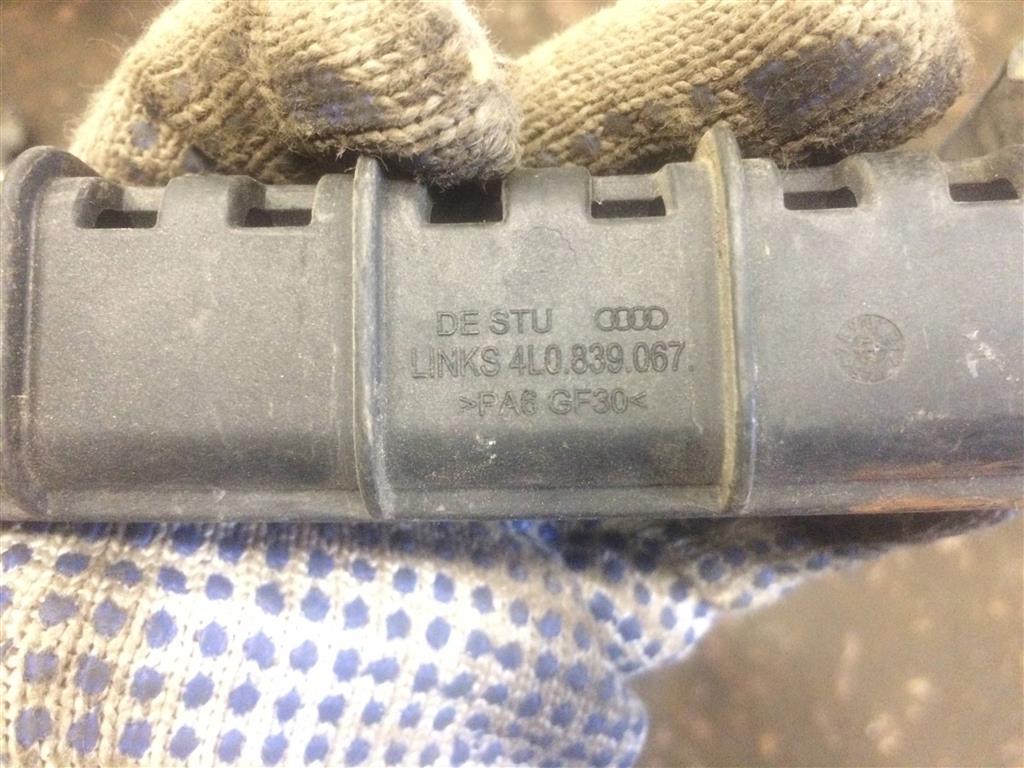 DE STU
LINKS 4L0.839.067.
>PA6 GF30<